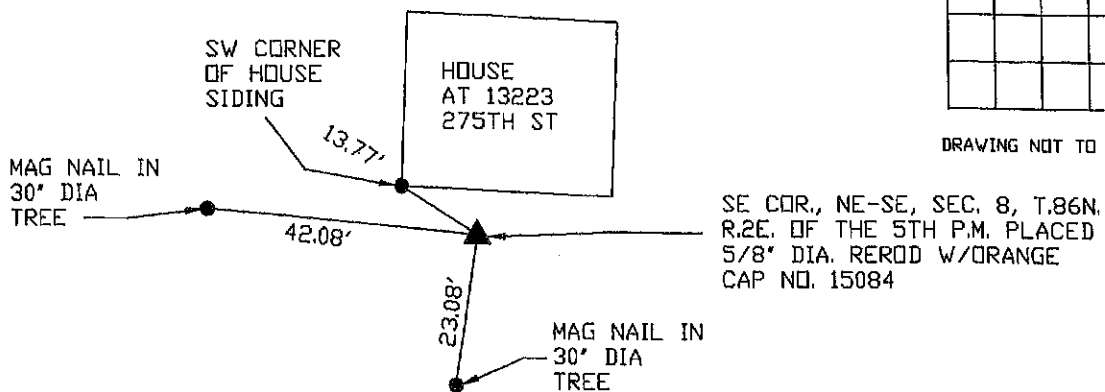 SW CORNER
OF HOUSE
SIDING
HOUSE
AT 13223
275TH ST
13.77'
DRAWING NOT TO
MAG NAIL IN
30" DIA
TREE
42.08'
SE COR., NE-SE, SEC. 8, T.86N.
R.2E. OF THE 5TH P.M. PLACED
5/8" DIA. REROD W/ORANGE
CAP NO. 15084
23.08'
MAG NAIL IN
30" DIA
TREE